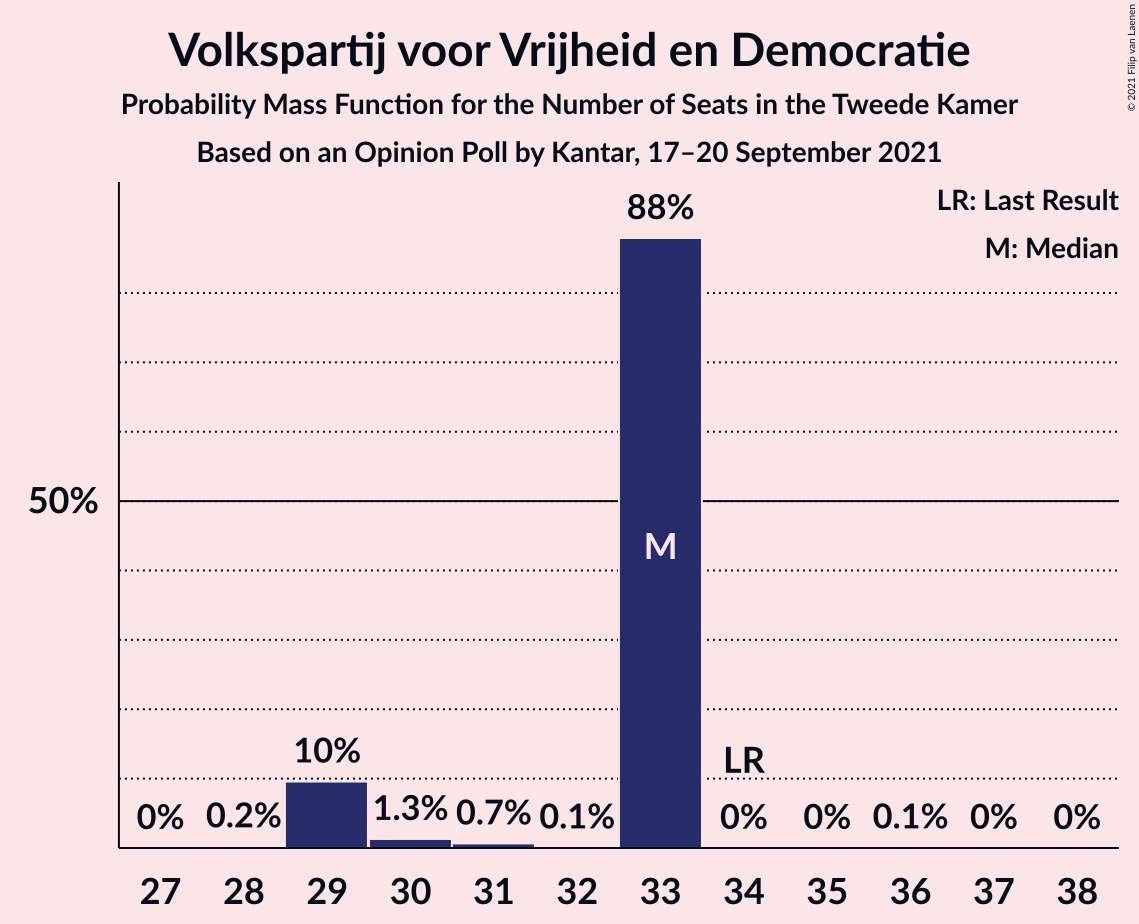 Volkspartij voor Vrijheid en Democratie
Probability Mass Function for the Number of Seats in the Tweede Kamer
Based on an Opinion Poll by Kantar, 17–20 September 2021
© 2021 Filip van Laenen
LR: Last Result
M: Median
88%
50%
M
10%
LR
0%
0.2%
1.3%
0.7%
0.1%
0%
0%
0.1%
0%
0%
27 28 29 30 31 32 33 34 35 36 37 38